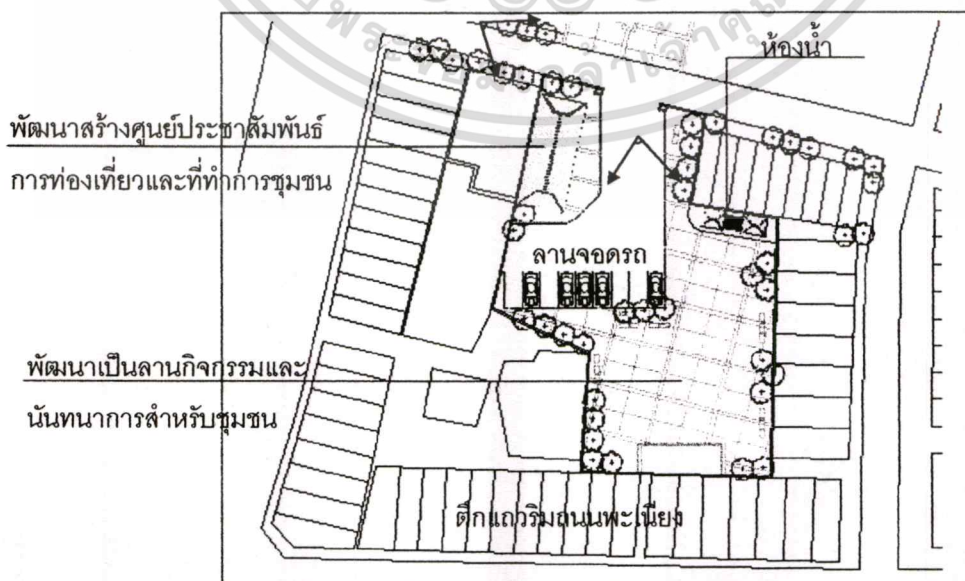 ห้องน้ำ
พัฒนาสร้างศูนย์ประชาสัมพันธ์
การท่องเที่ยวและที่ทำการชุมชน
ลานจอดรถ
พัฒนาเป็นลานกิจกรรมและ
นันทนาการสำหรับชุมชน
ตึกแถวริมถนนพะเนียง